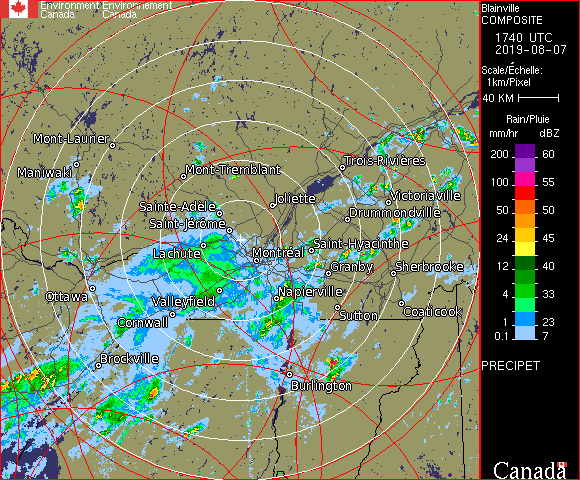 Environment Environnement
Canada Canada
Blainville
COMPOSITE
1740 UTC
2019-08-07
Scale/Échelle:
1km/Pixel
40 KM
Rain/Pluie
mm/hr dBZ
200 60
100 55
50 50
24 45
12 40
4 33
1 23
0.1 7
PRECIPET
Mont-Laurier
Maniwaki
Mont-Tremblant
Trois-Rivières
Sainte-Adèle
Joliette
Victoriaville
Drummondville
Saint-Jérôme
Lachute
Montréal
Saint-Hyacinthe
Granby
Sherbrooke
Ottawa
Valleyfield
Napierville
Cornwall
Sutton
Coaticook
Brockville
Burlington
Canada